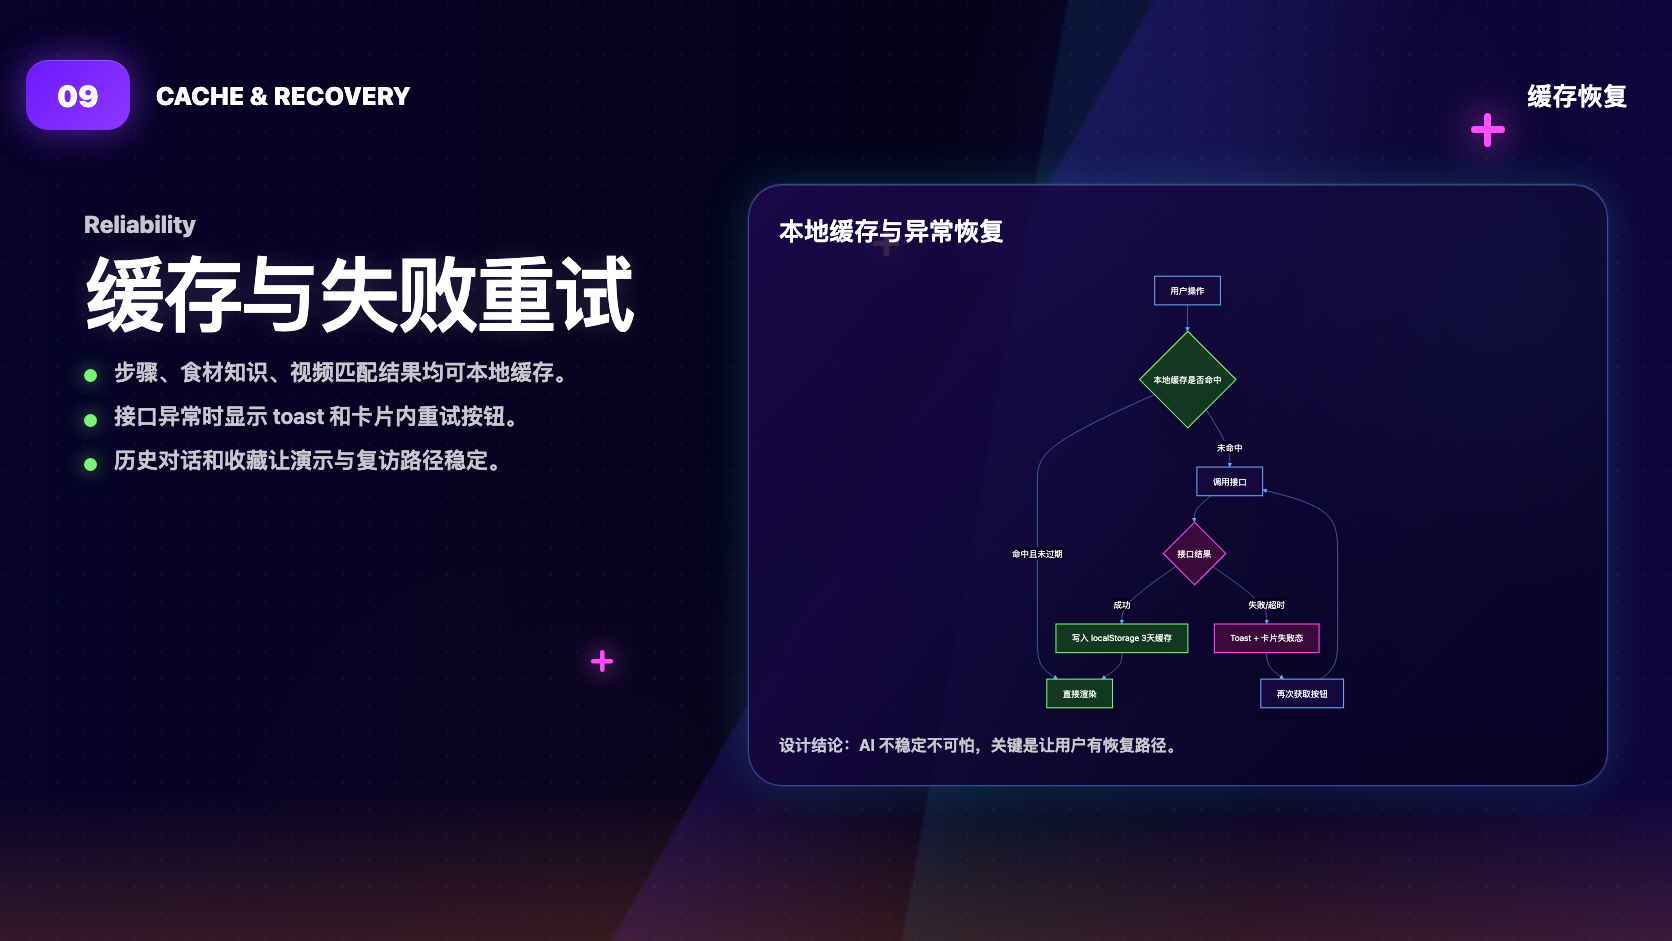 09
CACHE & RECOVERY
缓存恢复
Reliability
缓存与失败重试
步骤、食材知识、视频匹配结果均可本地缓存。
接口异常时显示 toast 和卡片内重试按钮。
历史对话和收藏让演示与复访路径稳定。
本地缓存与异常恢复
用户操作
本地缓存是否命中
未命中
调用接口
命中且未过期
接口结果
成功
失败/超时
写入 localStorage 3天缓存
Toast + 卡片失败态
直接渲染
再次获取按钮
设计结论：AI 不稳定不可怕，关键是让用户有恢复路径。